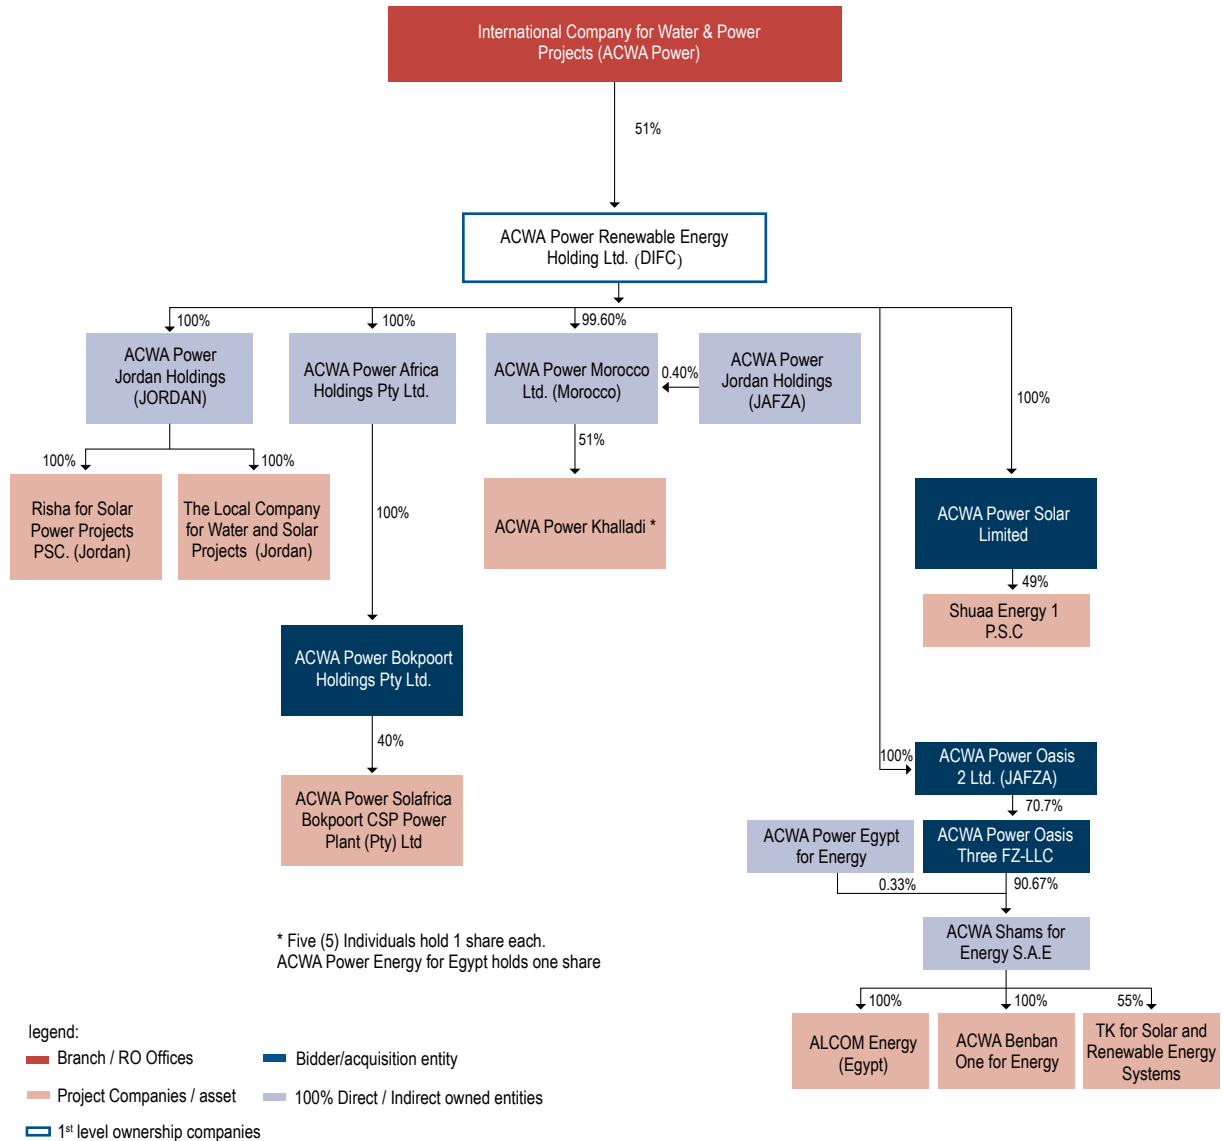 International Company for Water & Power
Projects (ACWA Power)
51%
ACWA Power Renewable Energy
Holding Ltd. (DIFC)
100%
100%
99.60%
ACWA Power
Jordan Holdings
(JORDAN)
ACWA Power Africa
Holdings Pty Ltd.
ACWA Power Morocco
Ltd. (Morocco)
0.40%
ACWA Power
Jordan Holdings
(JAFZA)
100%
100%
100%
51%
Risha for Solar
Power Projects
PSC. (Jordan)
The Local Company
for Water and Solar
Projects (Jordan)
100%
ACWA Power Khalladi *
ACWA Power Solar
Limited
49%
Shuaa Energy 1
P.S.C
ACWA Power Bokpoort
Holdings Pty Ltd.
40%
100%
ACWA Power Oasis
2 Ltd. (JAFZA)
70.7%
ACWA Power Solafrica
Bokpoort CSP Power
Plant (Pty) Ltd
ACWA Power Egypt
for Energy
ACWA Power Oasis
Three FZ-LLC
0.33%
90.67%
ACWA Shams for
Energy S.A.E
* Five (5) Individuals hold 1 share each.
ACWA Power Energy for Egypt holds one share
100%
100%
55%
ALCOM Energy
(Egypt)
ACWA Benban
One for Energy
TK for Solar and
Renewable Energy
Systems
legend:
Branch / RO Offices
Bidder/acquisition entity
Project Companies / asset
100% Direct / Indirect owned entities
1st level ownership companies